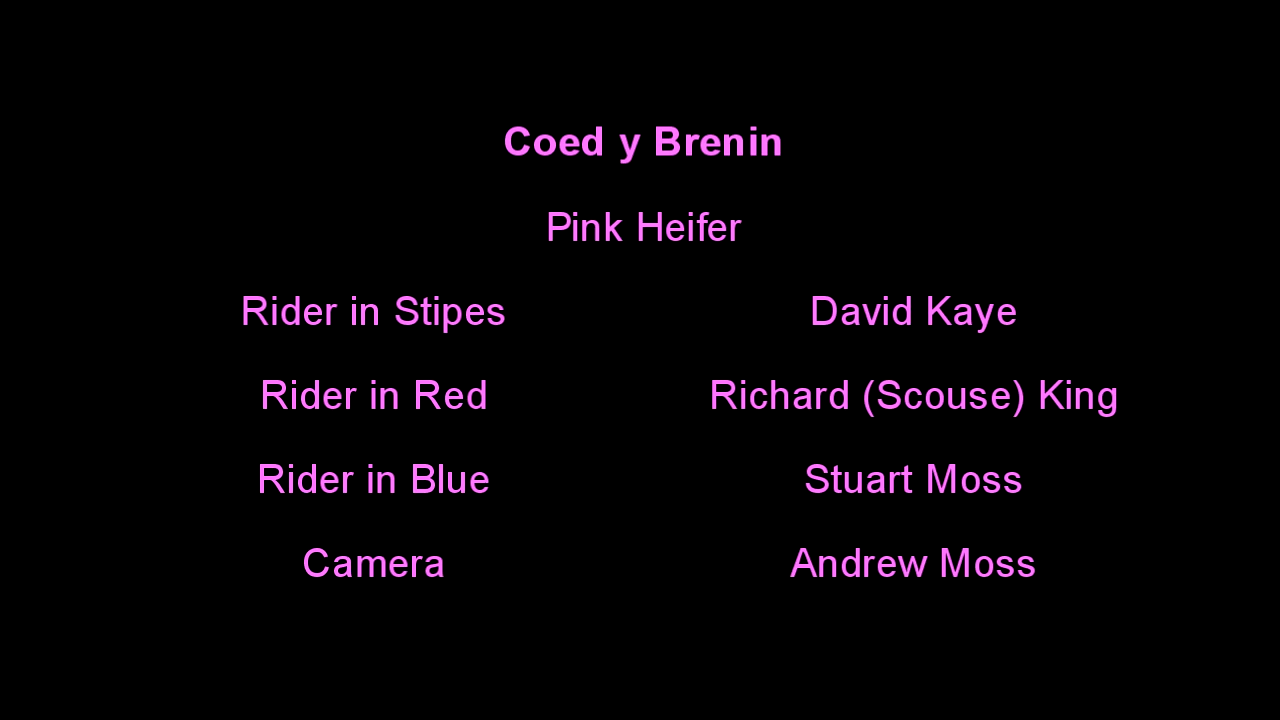 Coed y Brenin
Pink Heifer
Rider in Stipes David Kaye
Rider in Red Richard (Scouse) King
Rider in Blue Stuart Moss
Camera Andrew Moss